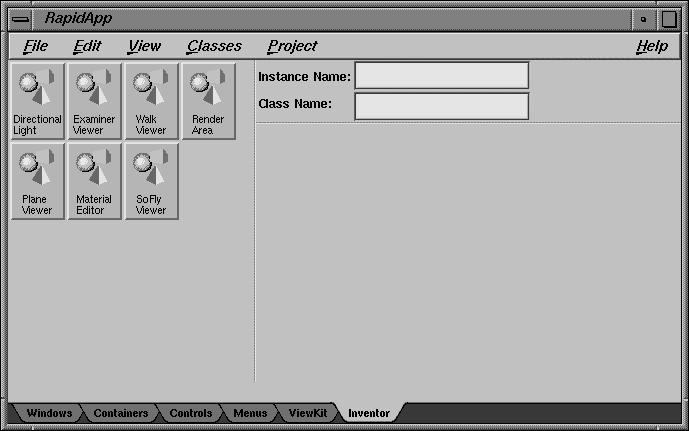 RapidApp
File Edit View Classes Project Help
Instance Name:
Class Name:
Directional
Light
Examiner
Viewer
Walk
Viewer
Render
Area
Plane
Viewer
Material
Editor
SoFly
Viewer
Windows Containers Controls Menus ViewKit Inventor